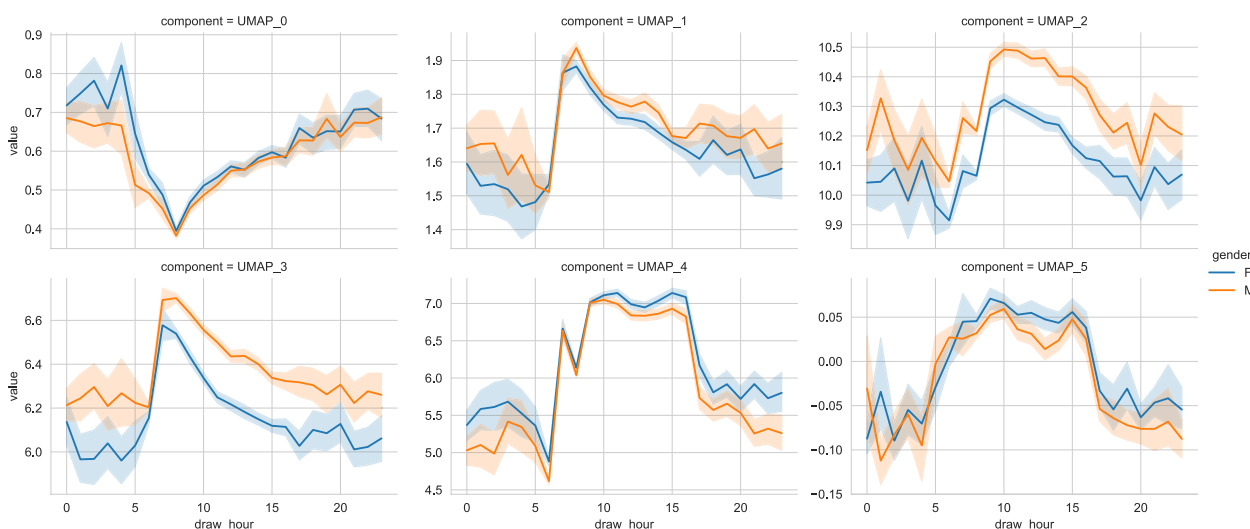 component = UMAP_0
component = UMAP_1
component = UMAP_2
0.9
0.8
0.7
0.6
0.5
0.4
value
1.9
1.8
1.7
1.6
1.5
1.4
10.5
10.4
10.3
10.2
10.1
10.0
9.9
gender
F
M
component = UMAP_3
component = UMAP_4
component = UMAP_5
6.6
6.4
6.2
6.0
value
0 5 10 15 20
draw_hour
7.0
6.5
6.0
5.5
5.0
4.5
0 5 10 15 20
draw_hour
0.05
0.00
−0.05
−0.10
−0.15
0 5 10 15 20
draw_hour